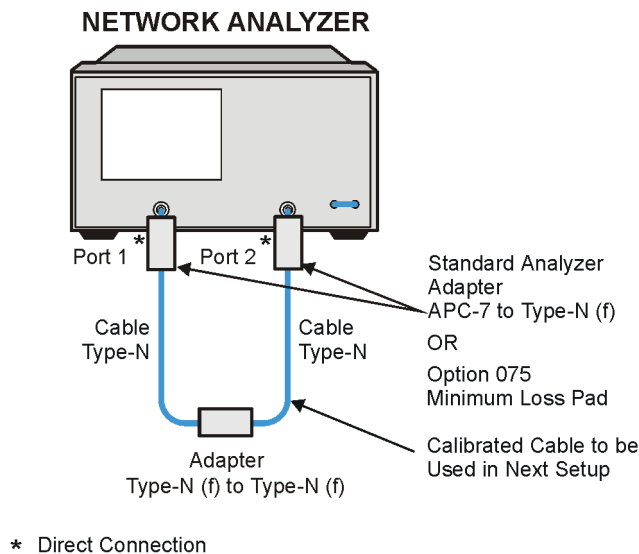 NETWORK ANALYZER
* *
Port 1 Port 2
Standard Analyzer
Adapter
APC-7 to Type-N (f)
OR
Option 075
Minimum Loss Pad
Cable
Type-N
Cable
Type-N
Calibrated Cable to be
Used in Next Setup
Adapter
Type-N (f) to Type-N (f)
* Direct Connection